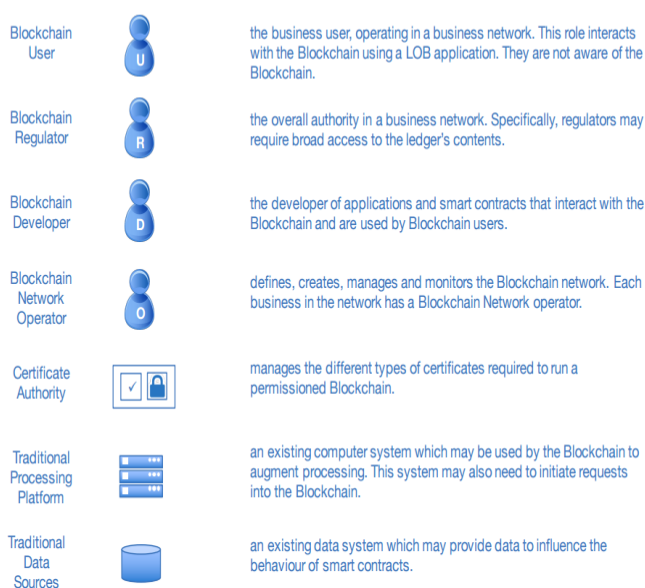 Blockchain
User
U
the business user, operating in a business network. This role interacts
with the Blockchain using a LOB application. They are not aware of the
Blockchain.
Blockchain
Regulator
R
the overall authority in a business network. Specifically, regulators may
require broad access to the ledger's contents.
Blockchain
Developer
D
the developer of applications and smart contracts that interact with the
Blockchain and are used by Blockchain users.
Blockchain
Network
Operator
O
defines, creates, manages and monitors the Blockchain network. Each
business in the network has a Blockchain Network operator.
Certificate
Authority
manages the different types of certificates required to run a
permissioned Blockchain.
Traditional
Processing
Platform
an existing computer system which may be used by the Blockchain to
augment processing. This system may also need to initiate requests
into the Blockchain.
Traditional
Data
Sources
an existing data system which may provide data to influence the
behaviour of smart contracts.